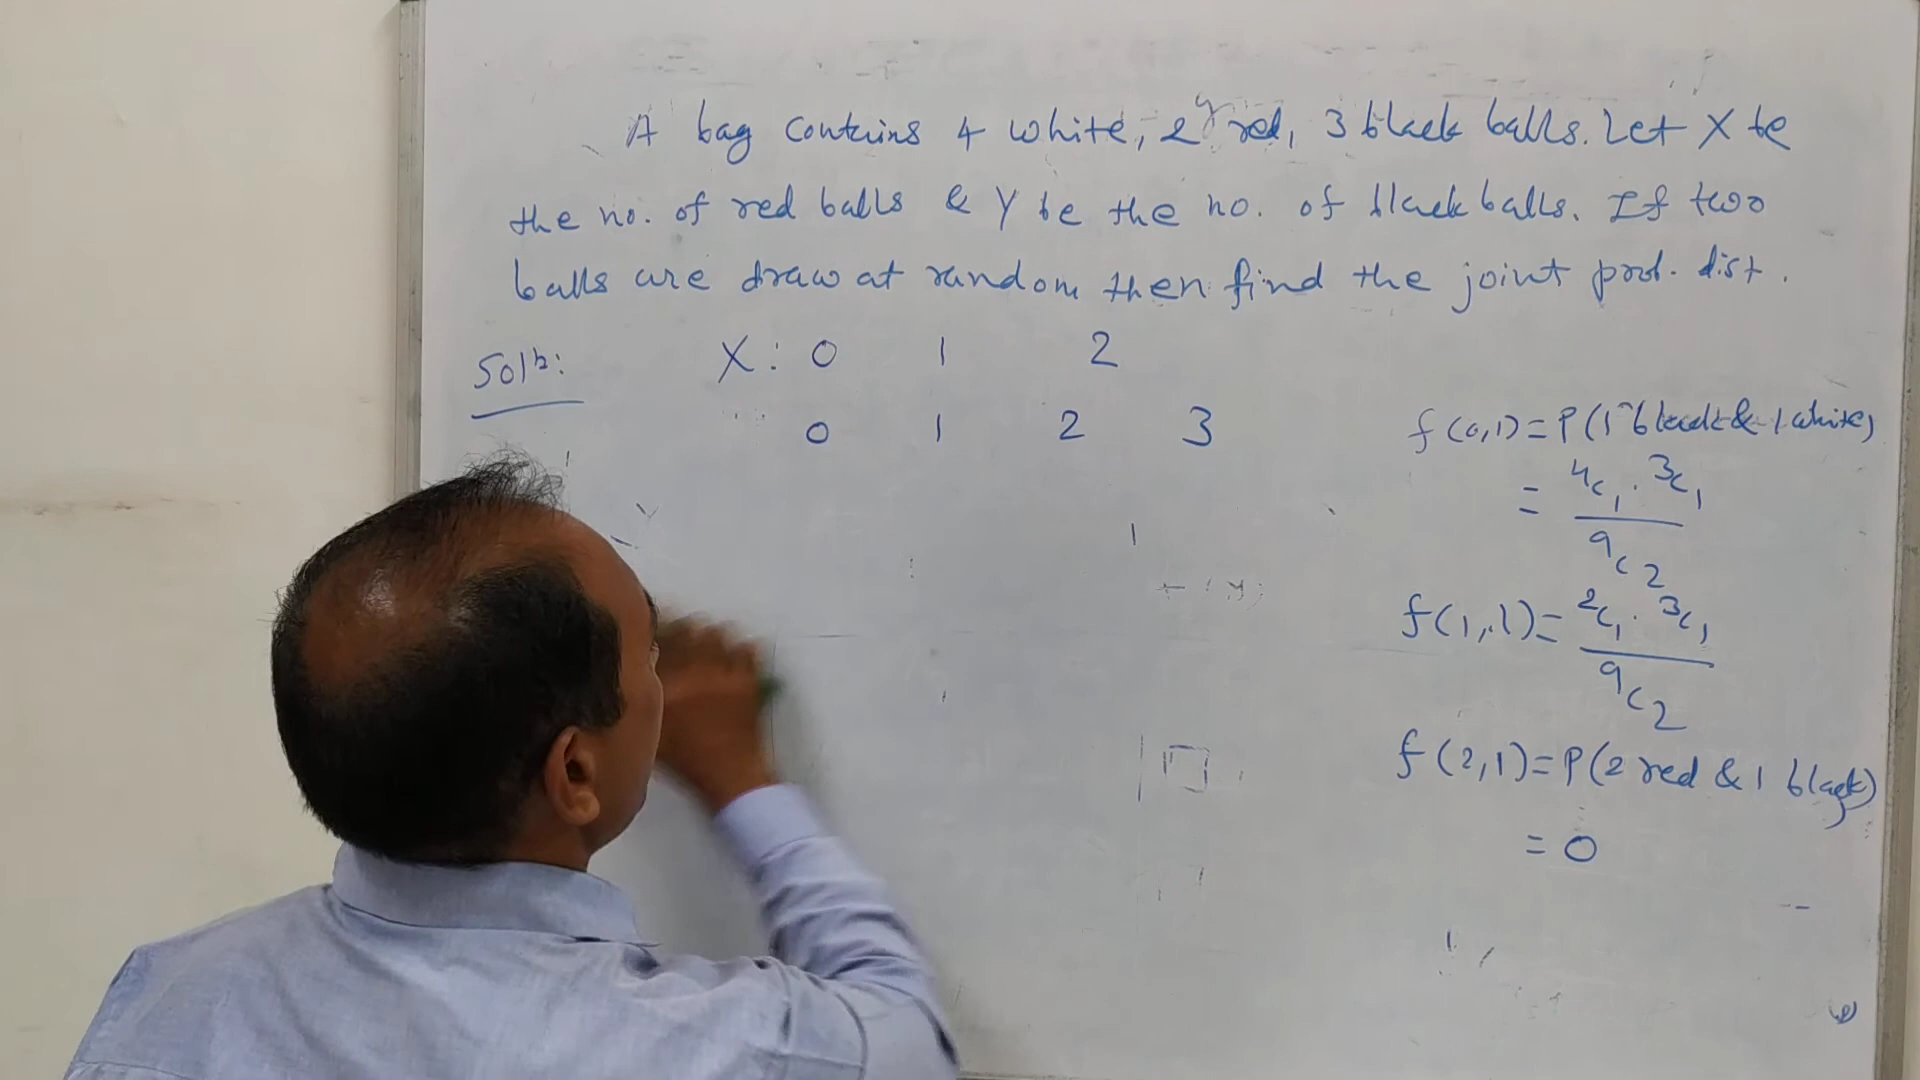 A bag contains 4 white, 2 red, 3 black balls. Let X be
the no. of red balls & Y be the no. of black balls. If two
balls are draw at random then find the joint prob. dist.
Solⁿ: X: 0 1 2
0 1 2 3
f(0,1) = P(1 black & 1 white)
= 4c1 . 3c1
9c2
f(1,1) = 2c1 . 3c1
9c2
f(2,1) = P(2 red & 1 black)
= 0